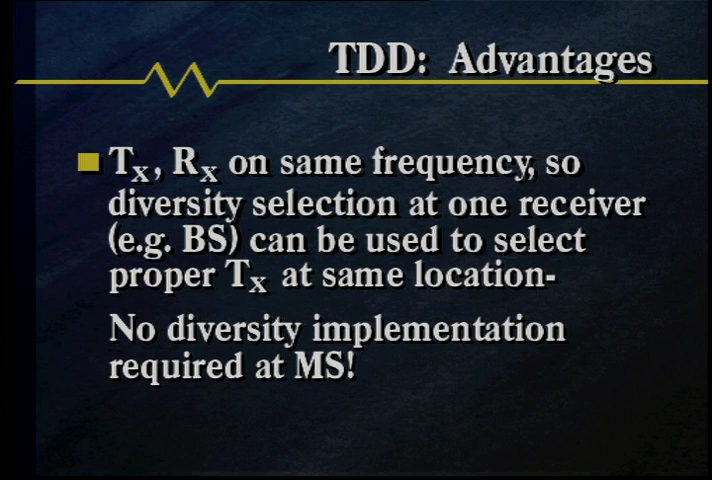 TDD: Advantages
Tx, Rx on same frequency, so
diversity selection at one receiver
(e.g. BS) can be used to select
proper Tx at same location-
No diversity implementation
required at MS!